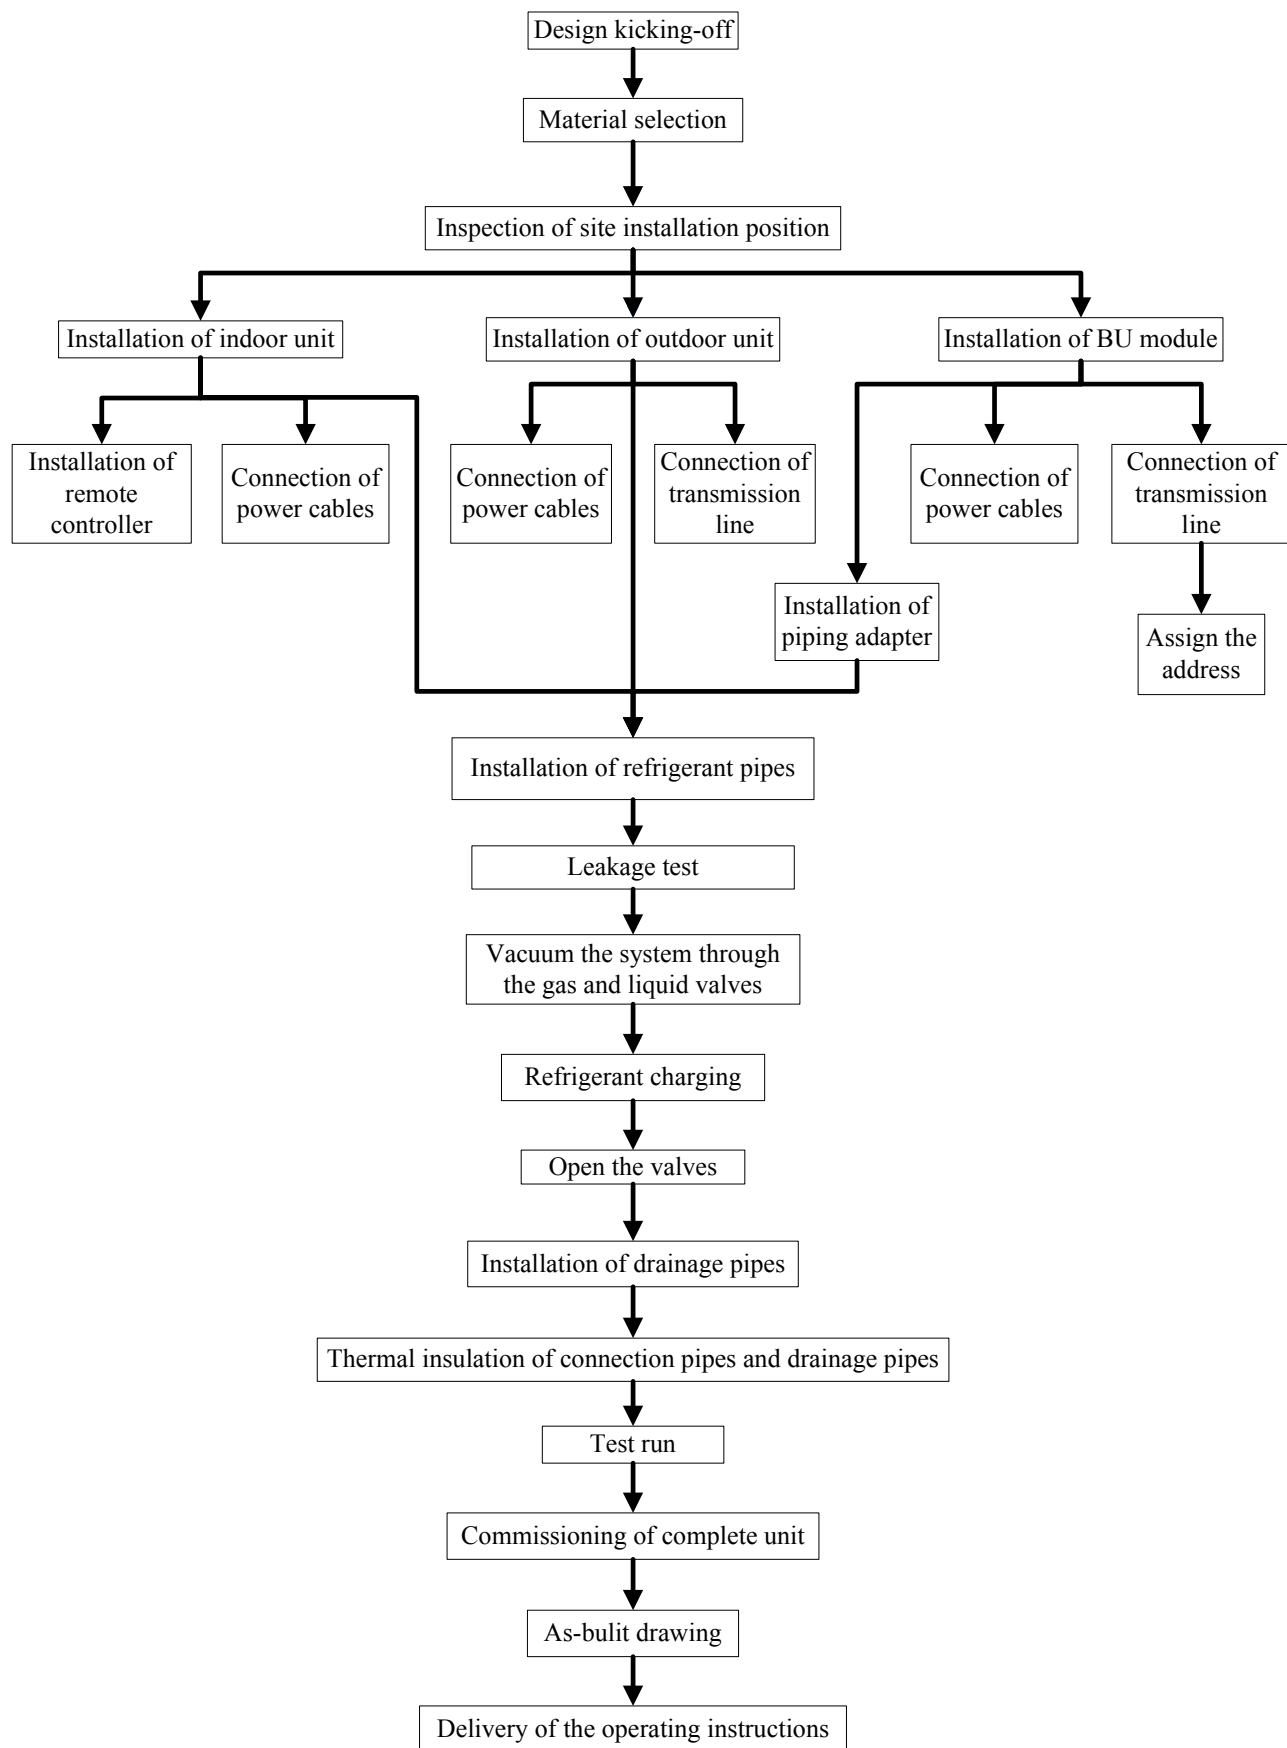 Design kicking-off
Material selection
Inspection of site installation position
Installation of indoor unit
Installation of outdoor unit
Installation of BU module
Installation of
remote
controller
Connection of
power cables
Connection of
power cables
Connection of
transmission
line
Connection of
power cables
Connection of
transmission
line
Installation of
piping adapter
Assign the
address
Installation of refrigerant pipes
Leakage test
Vacuum the system through
the gas and liquid valves
Refrigerant charging
Open the valves
Installation of drainage pipes
Thermal insulation of connection pipes and drainage pipes
Test run
Commissioning of complete unit
As-bulit drawing
Delivery of the operating instructions